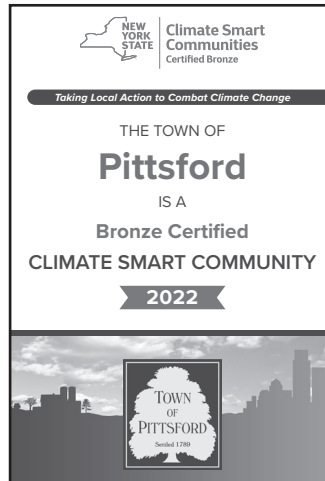 NEW
YORK
STATE
Climate Smart
Communities
Certified Bronze
Taking Local Action to Combat Climate Change
THE TOWN OF
Pittsford
IS A
Bronze Certified
CLIMATE SMART COMMUNITY
2022
TOWN
OF
PITTSFORD
Settled 1789